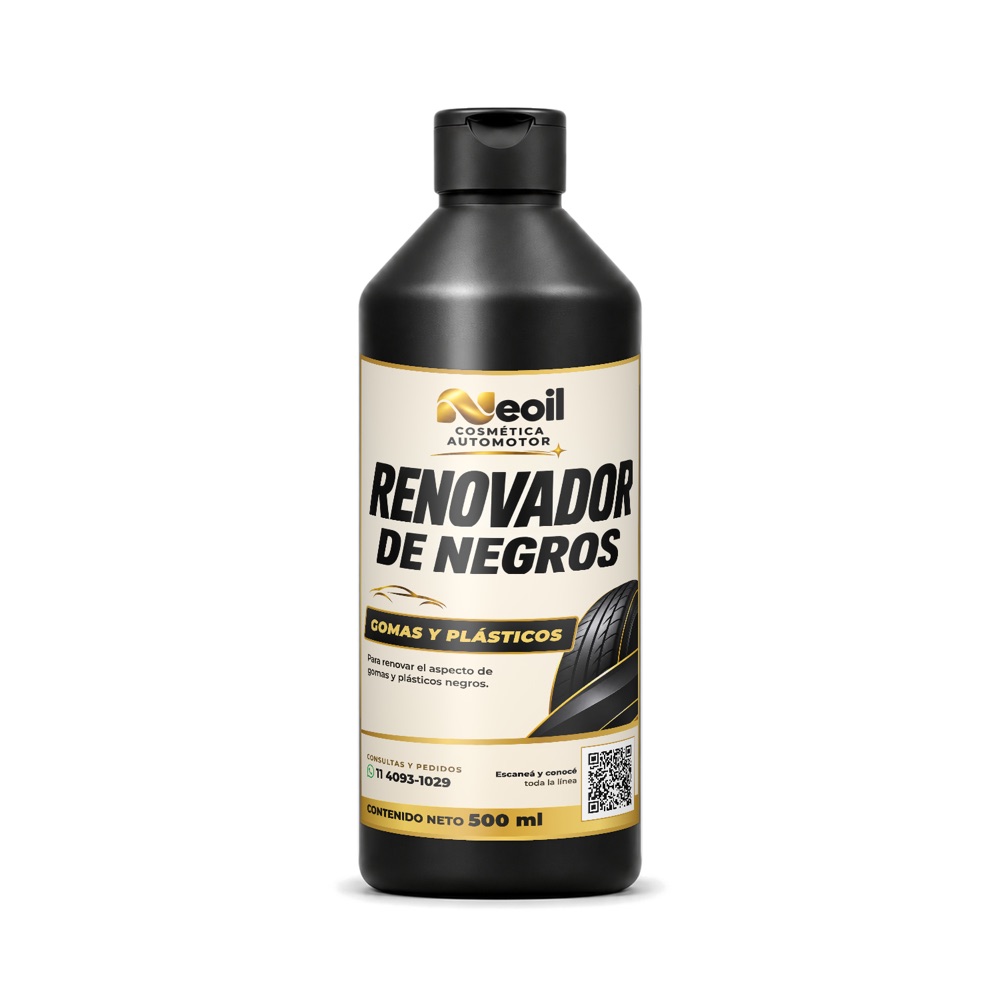 Neoil
COSMÉTICA
AUTOMOTOR
RENOVADOR
DE NEGROS
GOMAS Y PLÁSTICOS
Para renovar el aspecto de
gomas y plásticos negros.
CONSULTAS Y PEDIDOS
11 4093-1029
Escaneá y conocé
toda la línea
CONTENIDO NETO 500 ml